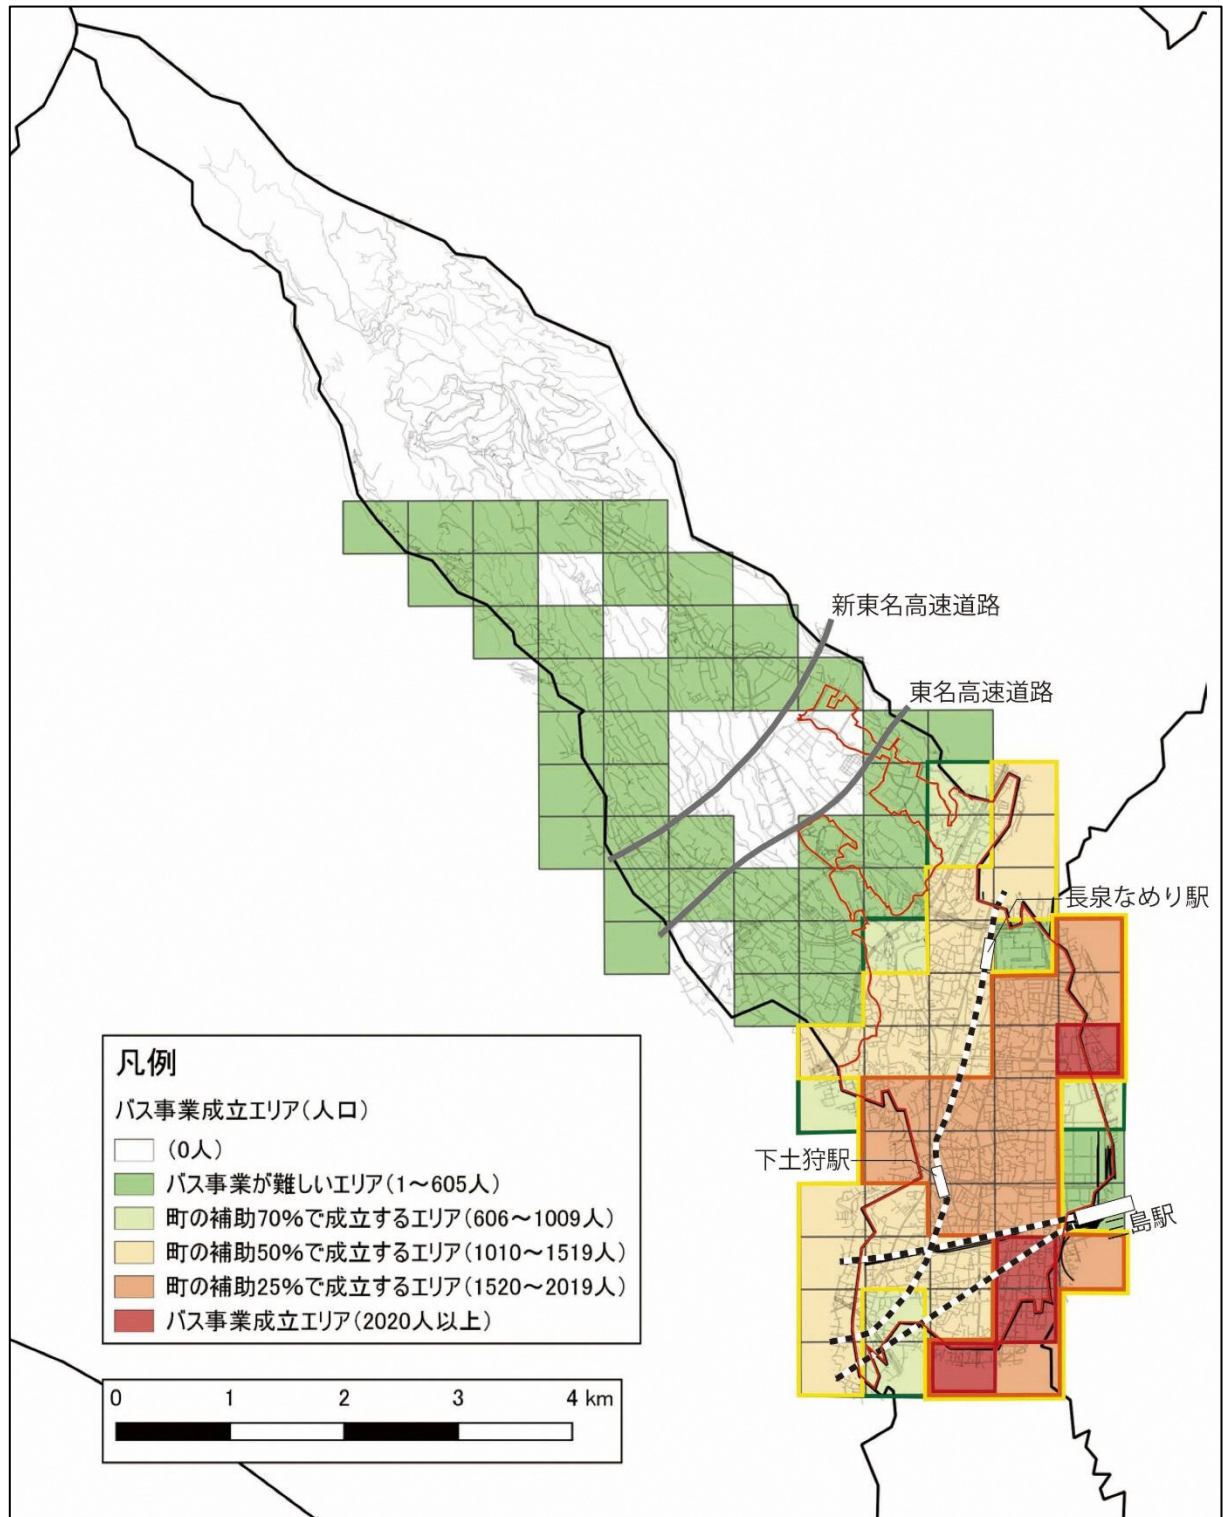 新東名高速道路
東名高速道路
長泉なめり駅
下土狩駅
島駅
凡例
バス事業成立エリア(人口)
(0人)
バス事業が難しいエリア(1～605人)
町の補助70%で成立するエリア(606～1009人)
町の補助50%で成立するエリア(1010～1519人)
町の補助25%で成立するエリア(1520～2019人)
バス事業成立エリア(2020人以上)
0 1 2 3 4 km